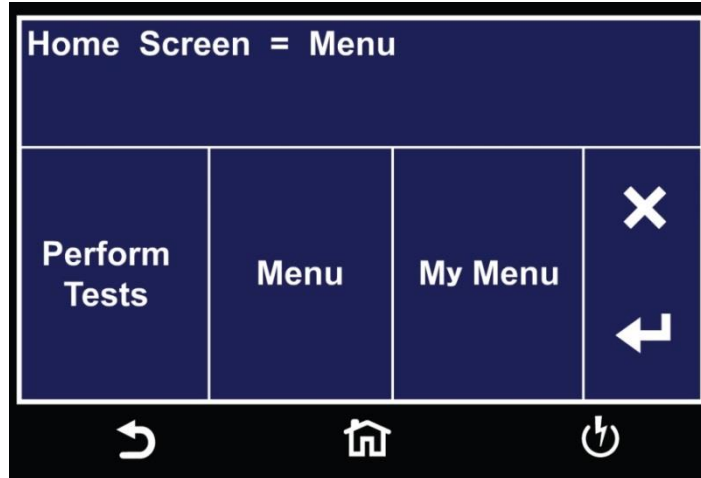 Home Screen = Menu
Perform
Tests
Menu
My Menu